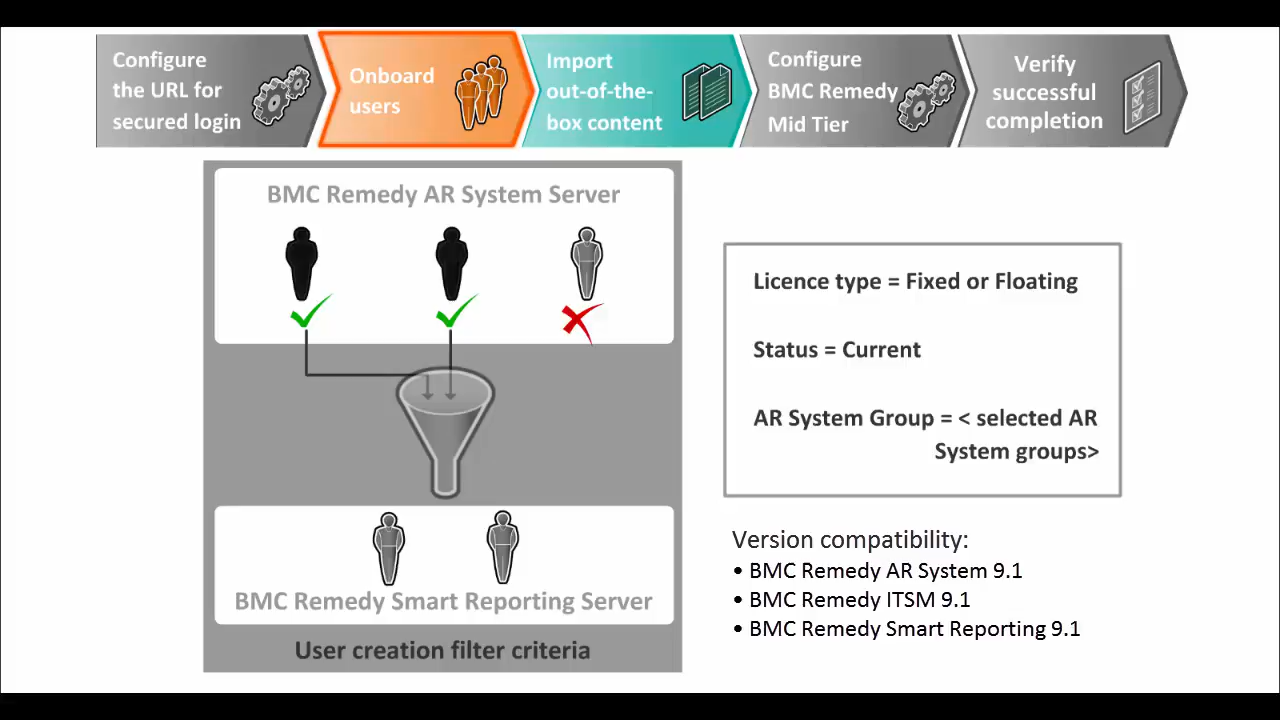 Configure
the URL for
secured login
Onboard
users
Import
out-of-the-
box content
Configure
BMC Remedy
Mid Tier
Verify
successful
completion
BMC Remedy AR System Server
BMC Remedy Smart Reporting Server
User creation filter criteria
Licence type = Fixed or Floating
Status = Current
AR System Group = < selected AR
System groups>
Version compatibility:
• BMC Remedy AR System 9.1
• BMC Remedy ITSM 9.1
• BMC Remedy Smart Reporting 9.1